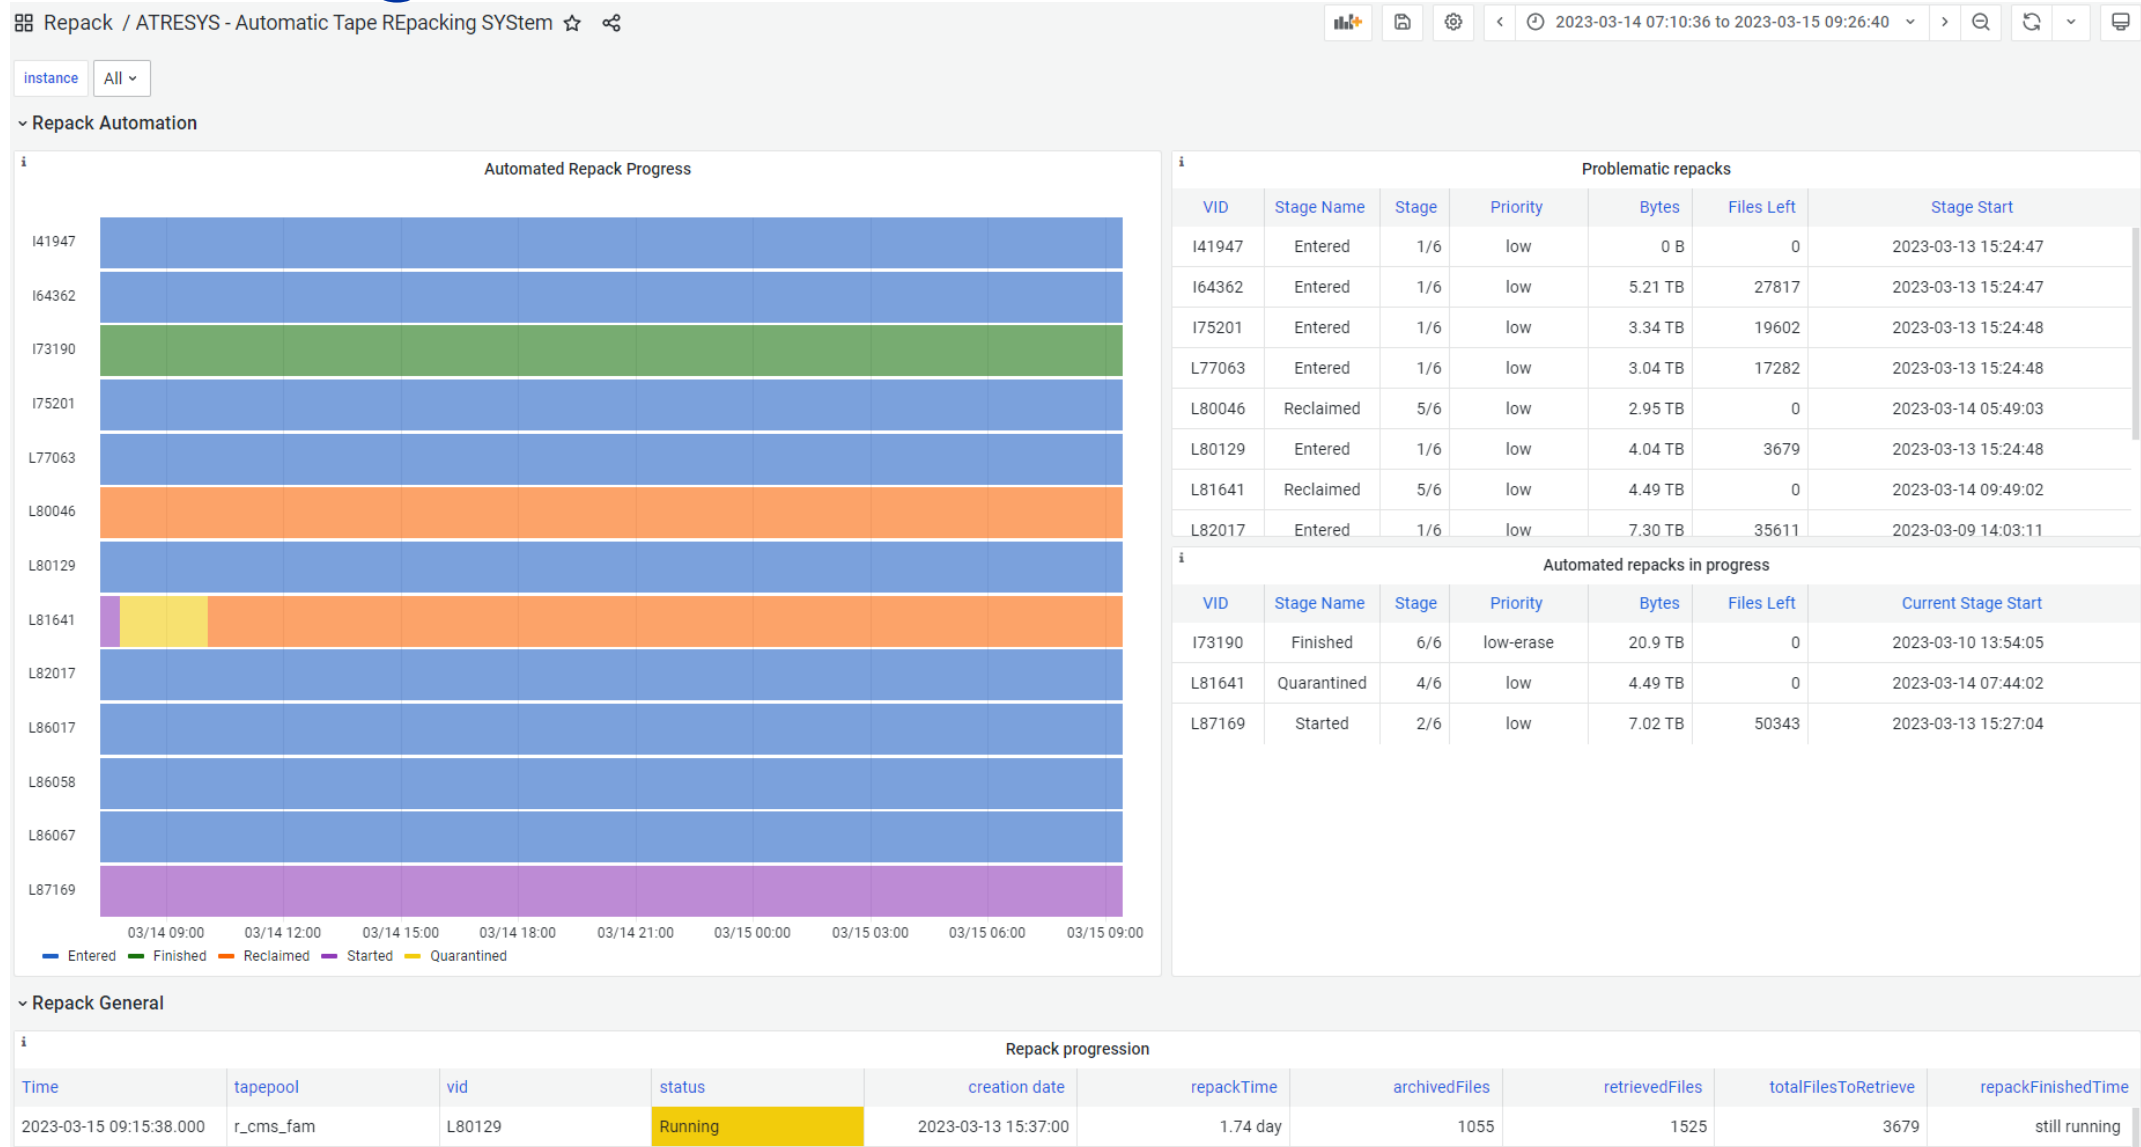 Repack / ATRESYS - Automatic Tape REpacking SYStem
2023-03-14 07:10:36 to 2023-03-15 09:26:40
instance All
Repack Automation
Automated Repack Progress
I41947
I64362
I73190
I75201
L77063
L80046
L80129
L81641
L82017
L86017
L86058
L86067
L87169
03/14 09:00 03/14 12:00 03/14 15:00 03/14 18:00 03/14 21:00 03/15 00:00 03/15 03:00 03/15 06:00 03/15 09:00
Entered Finished Reclaimed Started Quarantined
Problematic repacks
VID Stage Name Stage Priority Bytes Files Left Stage Start
I41947 Entered 1/6 low 0 B 0 2023-03-13 15:24:47
I64362 Entered 1/6 low 5.21 TB 27817 2023-03-13 15:24:47
I75201 Entered 1/6 low 3.34 TB 19602 2023-03-13 15:24:48
L77063 Entered 1/6 low 3.04 TB 17282 2023-03-13 15:24:48
L80046 Reclaimed 5/6 low 2.95 TB 0 2023-03-14 05:49:03
L80129 Entered 1/6 low 4.04 TB 3679 2023-03-13 15:24:48
L81641 Reclaimed 5/6 low 4.49 TB 0 2023-03-14 09:49:02
L82017 Entered 1/6 low 7.30 TB 35611 2023-03-09 14:03:11
Automated repacks in progress
VID Stage Name Stage Priority Bytes Files Left Current Stage Start
I73190 Finished 6/6 low-erase 20.9 TB 0 2023-03-10 13:54:05
L81641 Quarantined 4/6 low 4.49 TB 0 2023-03-14 07:44:02
L87169 Started 2/6 low 7.02 TB 50343 2023-03-13 15:27:04
Repack General
Repack progression
Time tapepool vid status creation date repackTime archivedFiles retrievedFiles totalFilesToRetrieve repackFinishedTime
2023-03-15 09:15:38.000 r_cms_fam L80129 Running 2023-03-13 15:37:00 1.74 day 1055 1525 3679 still running